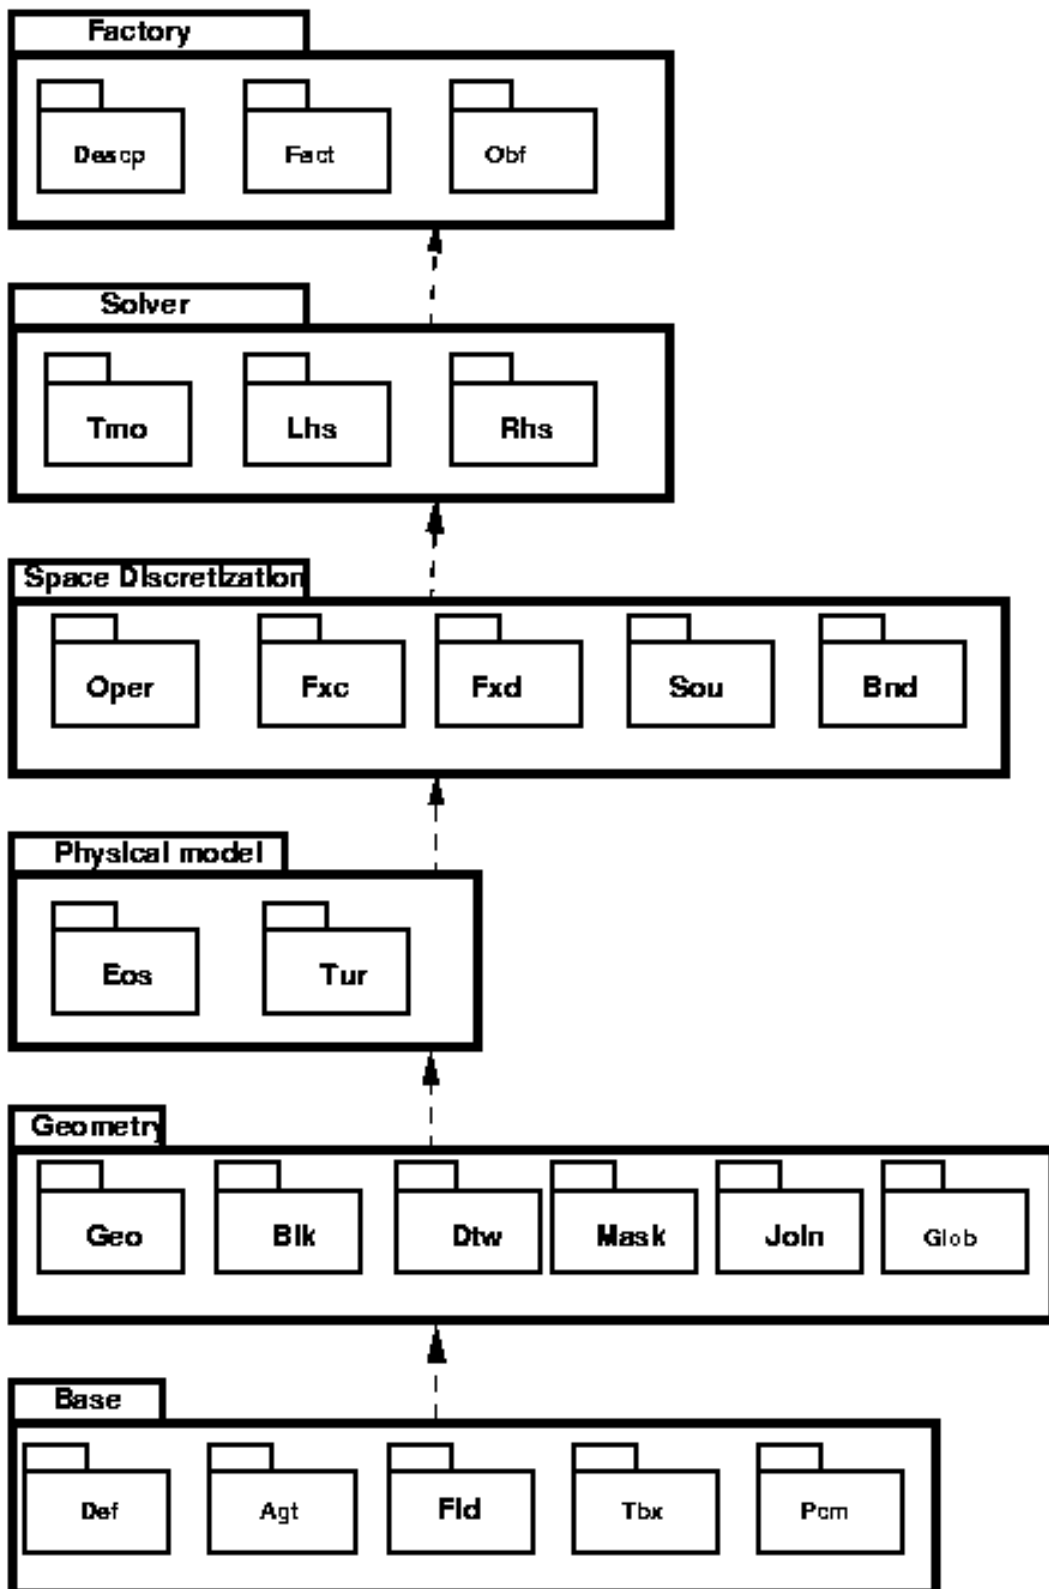 Factory
Descp Fact Obf
Solver
Tmo Lhs Rhs
Space Discretization
Oper Fxc Fxd Sou Bnd
Physical model
Eos Tur
Geometry
Geo Blk Dtw Mask Join Glob
Base
Def Agt Fld Tbx Pcm